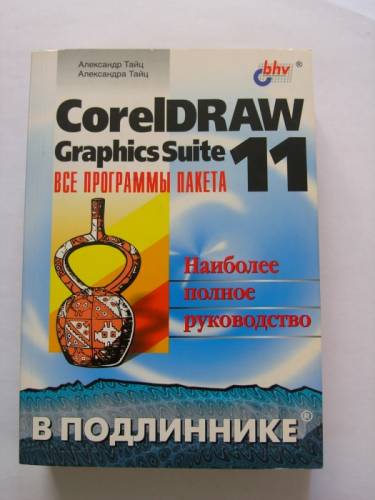 Александр Тайц
Александра Тайц
bhv®
CorelDRAW
Graphics Suite 11
ВСЕ ПРОГРАММЫ ПАКЕТА
Наиболее
полное
руководство
В ПОДЛИННИКЕ®